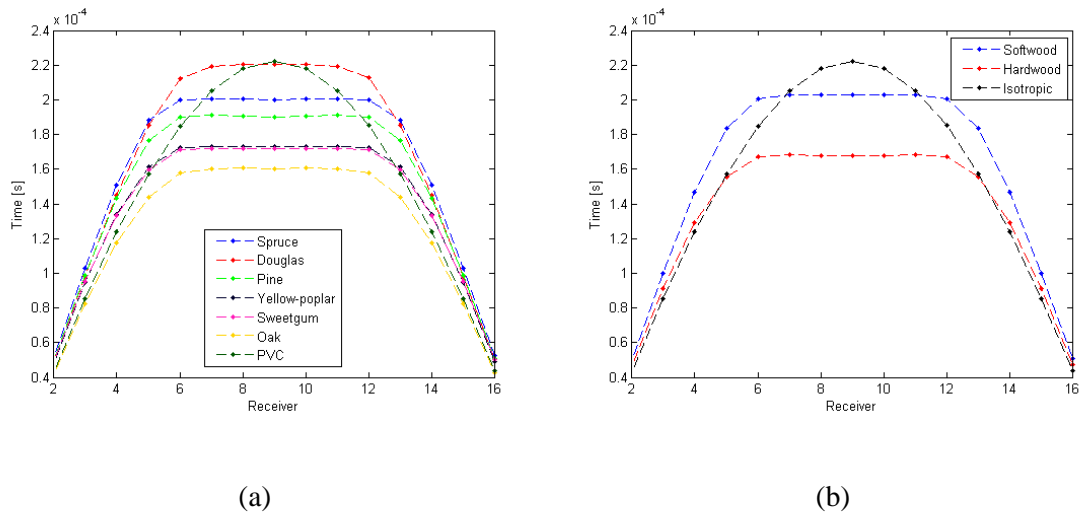 x 10⁻⁴
2.4
2.2
2
1.8
1.6
1.4
1.2
1
0.8
0.6
0.4
Time [s]
2 4 6 8 10 12 14 16
Receiver
Spruce
Douglas
Pine
Yellow-poplar
Sweetgum
Oak
PVC
(a)
x 10⁻⁴
2.4
2.2
2
1.8
1.6
1.4
1.2
1
0.8
0.6
0.4
Time [s]
2 4 6 8 10 12 14 16
Receiver
Softwood
Hardwood
Isotropic
(b)